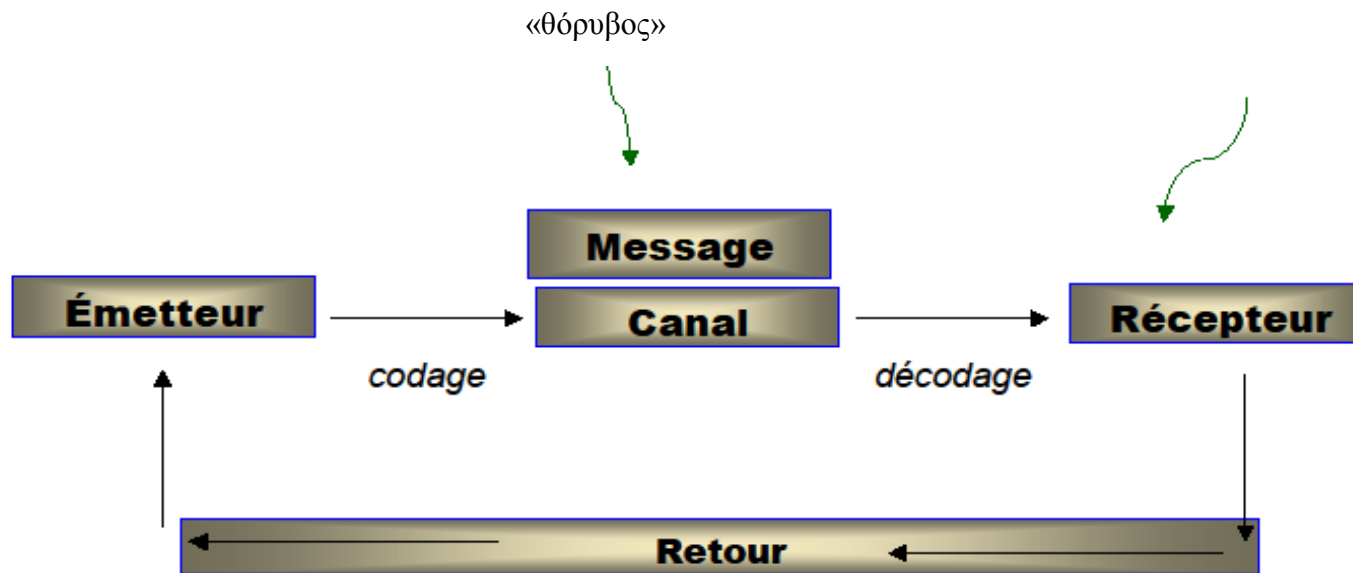 «θόρυβος»
Message
Émetteur
Canal
Récepteur
codage
décodage
Retour